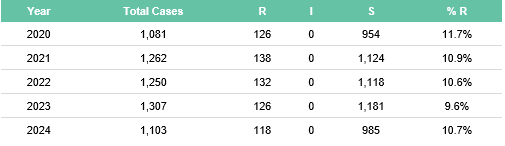 Year Total Cases R I S % R
2020 1,081 126 0 954 11.7%
2021 1,262 138 0 1,124 10.9%
2022 1,250 132 0 1,118 10.6%
2023 1,307 126 0 1,181 9.6%
2024 1,103 118 0 985 10.7%